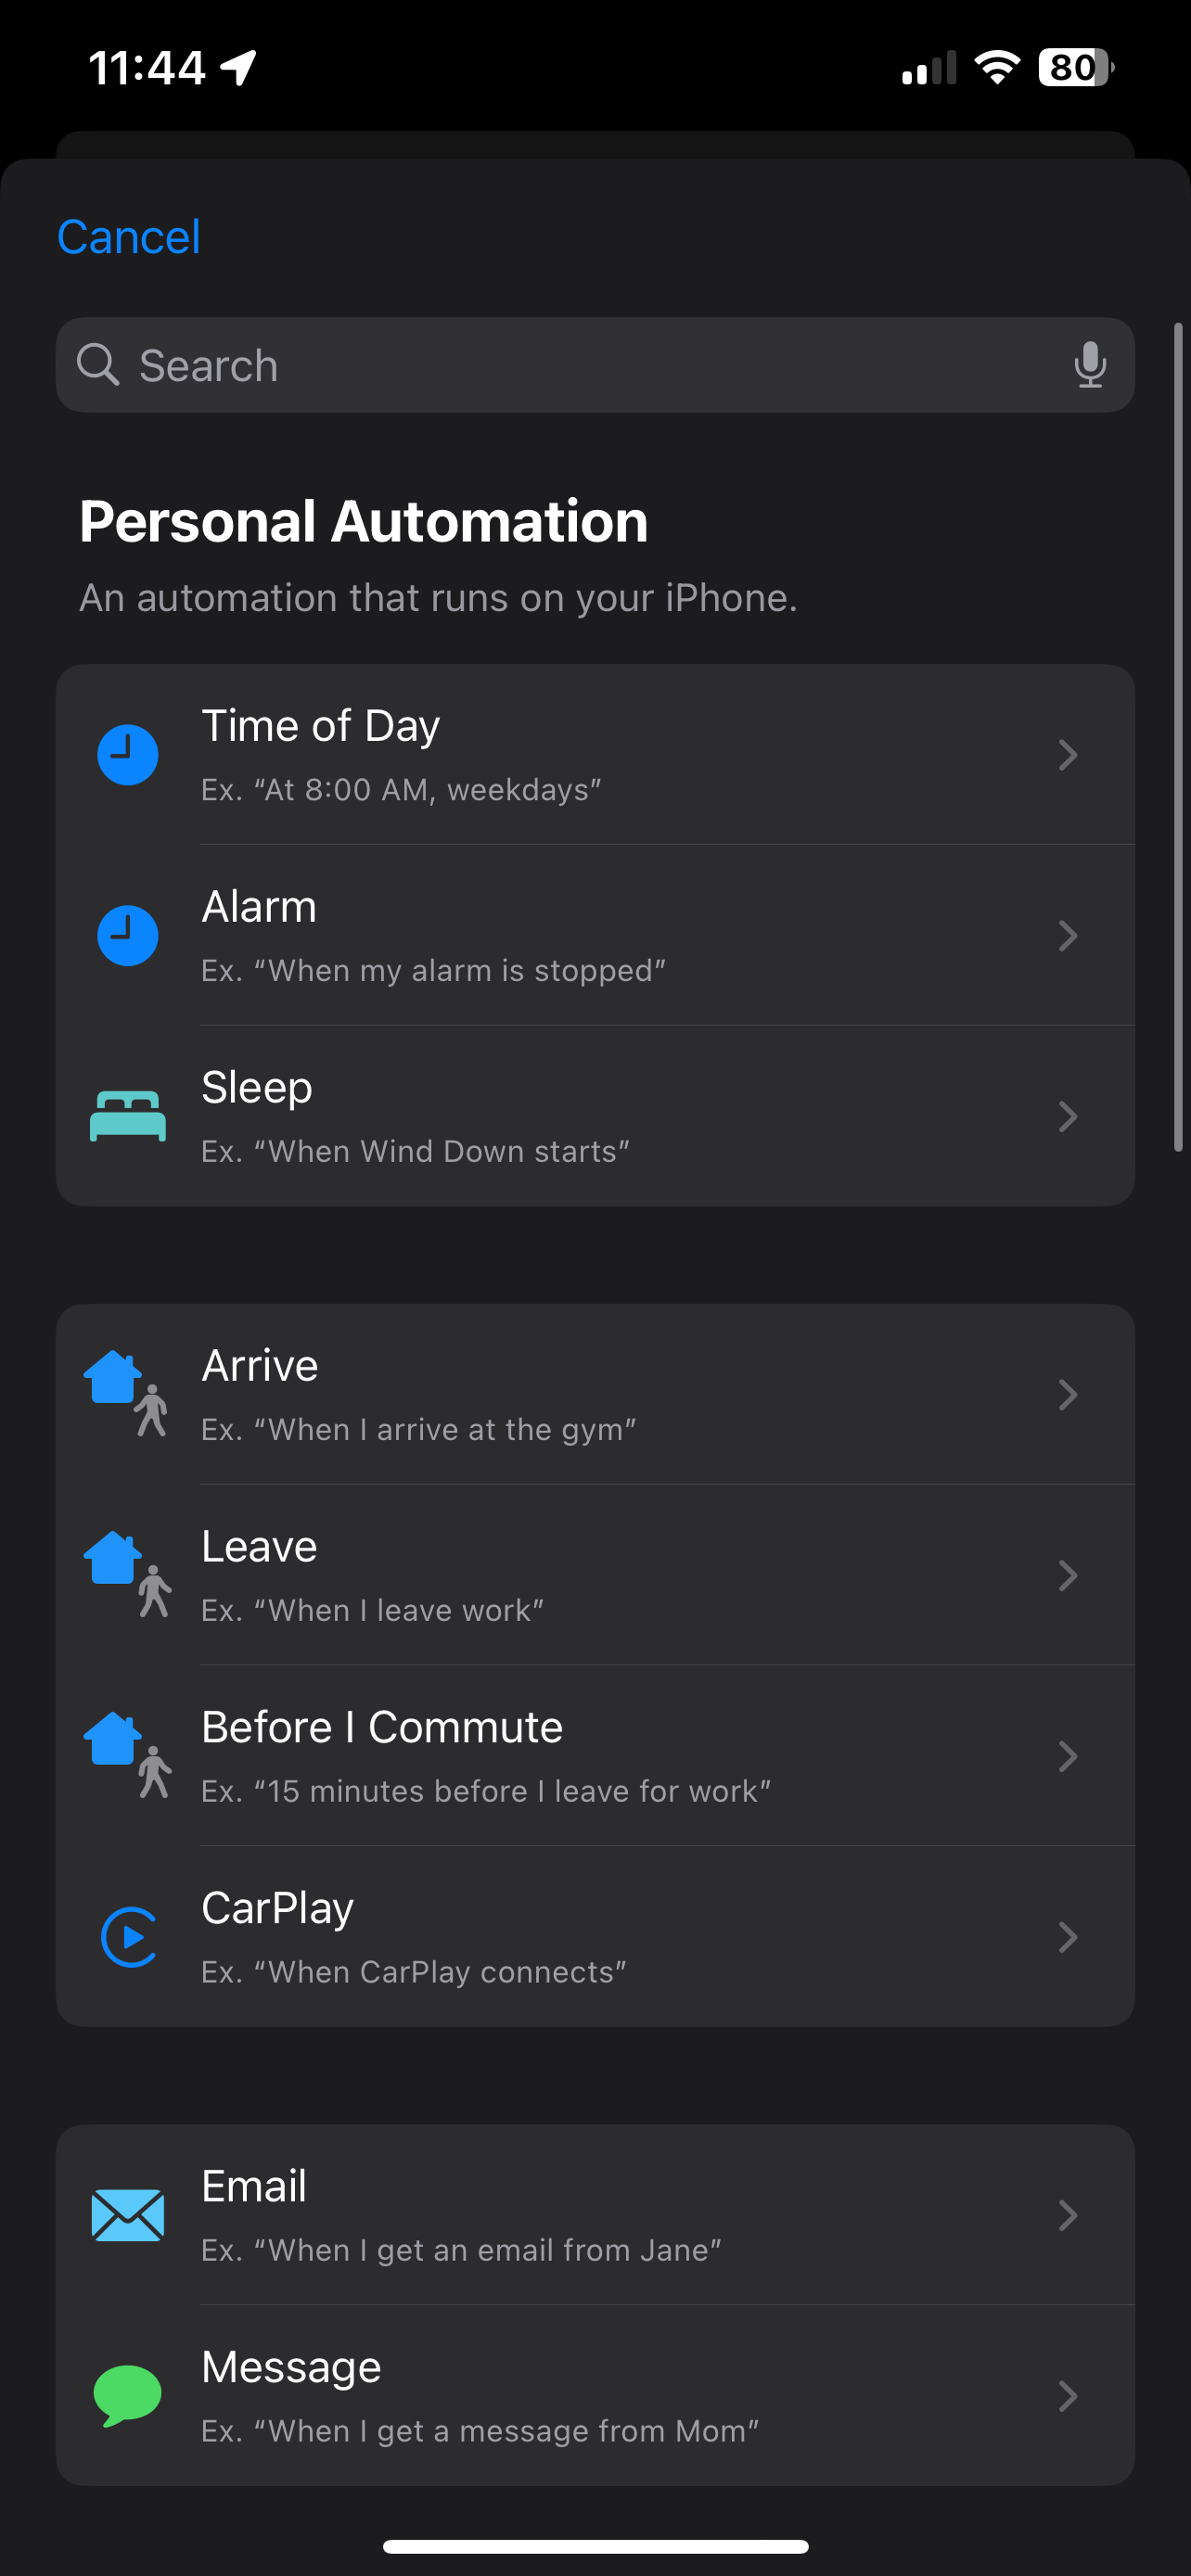 11:44
80
Cancel
Search
Personal Automation
An automation that runs on your iPhone.
Time of Day
Ex. “At 8:00 AM, weekdays”
Alarm
Ex. “When my alarm is stopped”
Sleep
Ex. “When Wind Down starts”
Arrive
Ex. “When I arrive at the gym”
Leave
Ex. “When I leave work”
Before I Commute
Ex. “15 minutes before I leave for work”
CarPlay
Ex. “When CarPlay connects”
Email
Ex. “When I get an email from Jane”
Message
Ex. “When I get a message from Mom”